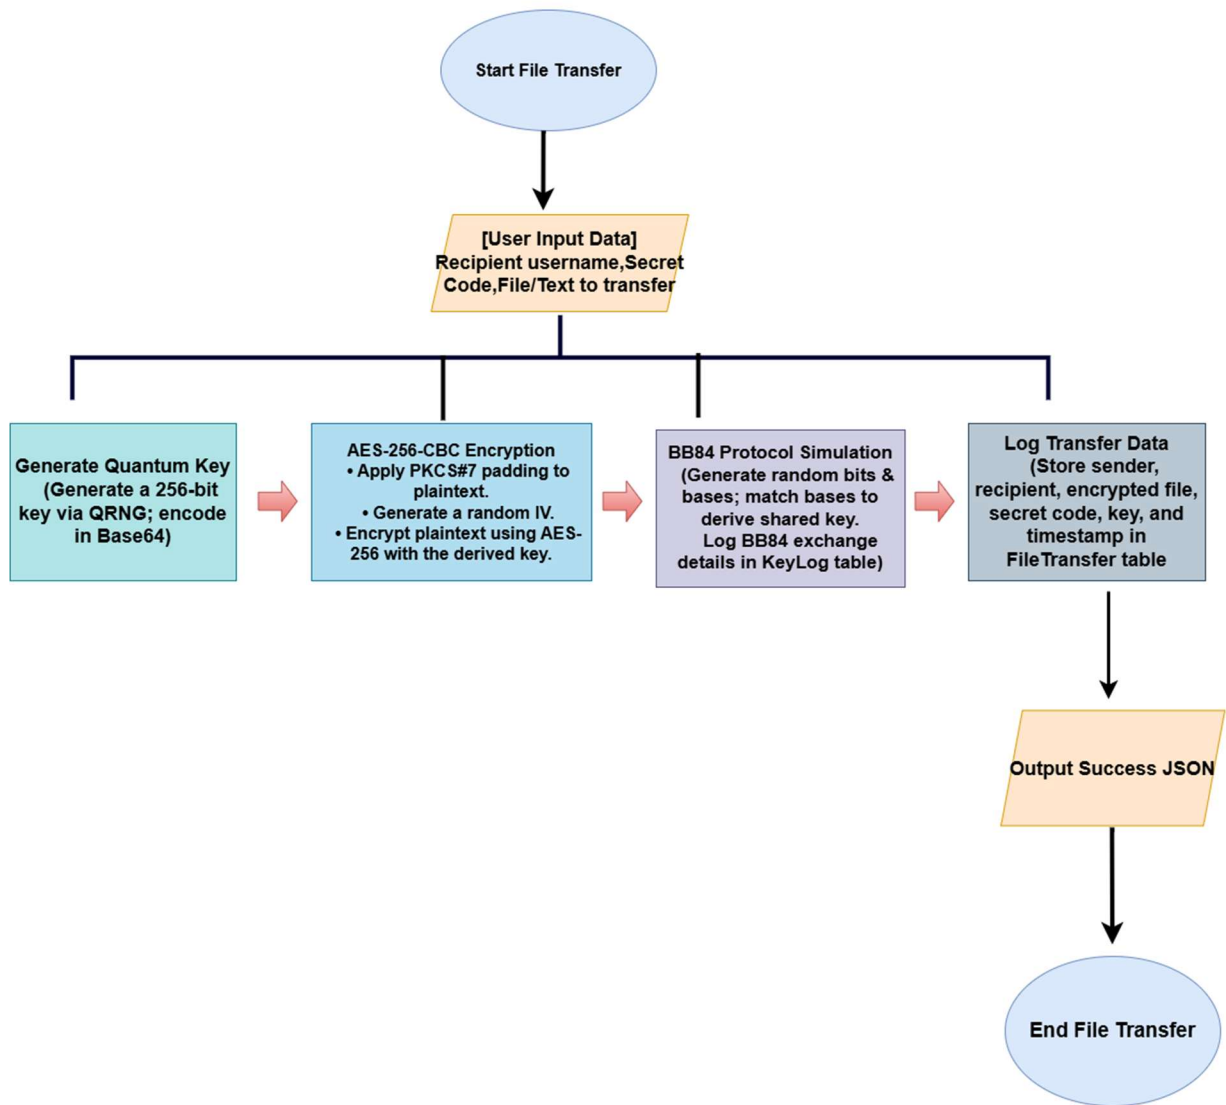 Start File Transfer
[User Input Data]
Recipient username,Secret
Code,File/Text to transfer
Generate Quantum Key
(Generate a 256-bit
key via QRNG; encode
in Base64)
AES-256-CBC Encryption
• Apply PKCS#7 padding to
plaintext.
• Generate a random IV.
• Encrypt plaintext using AES-
256 with the derived key.
BB84 Protocol Simulation
(Generate random bits &
bases; match bases to
derive shared key.
Log BB84 exchange
details in KeyLog table)
Log Transfer Data
(Store sender,
recipient, encrypted file,
secret code, key, and
timestamp in
FileTransfer table
Output Success JSON
End File Transfer